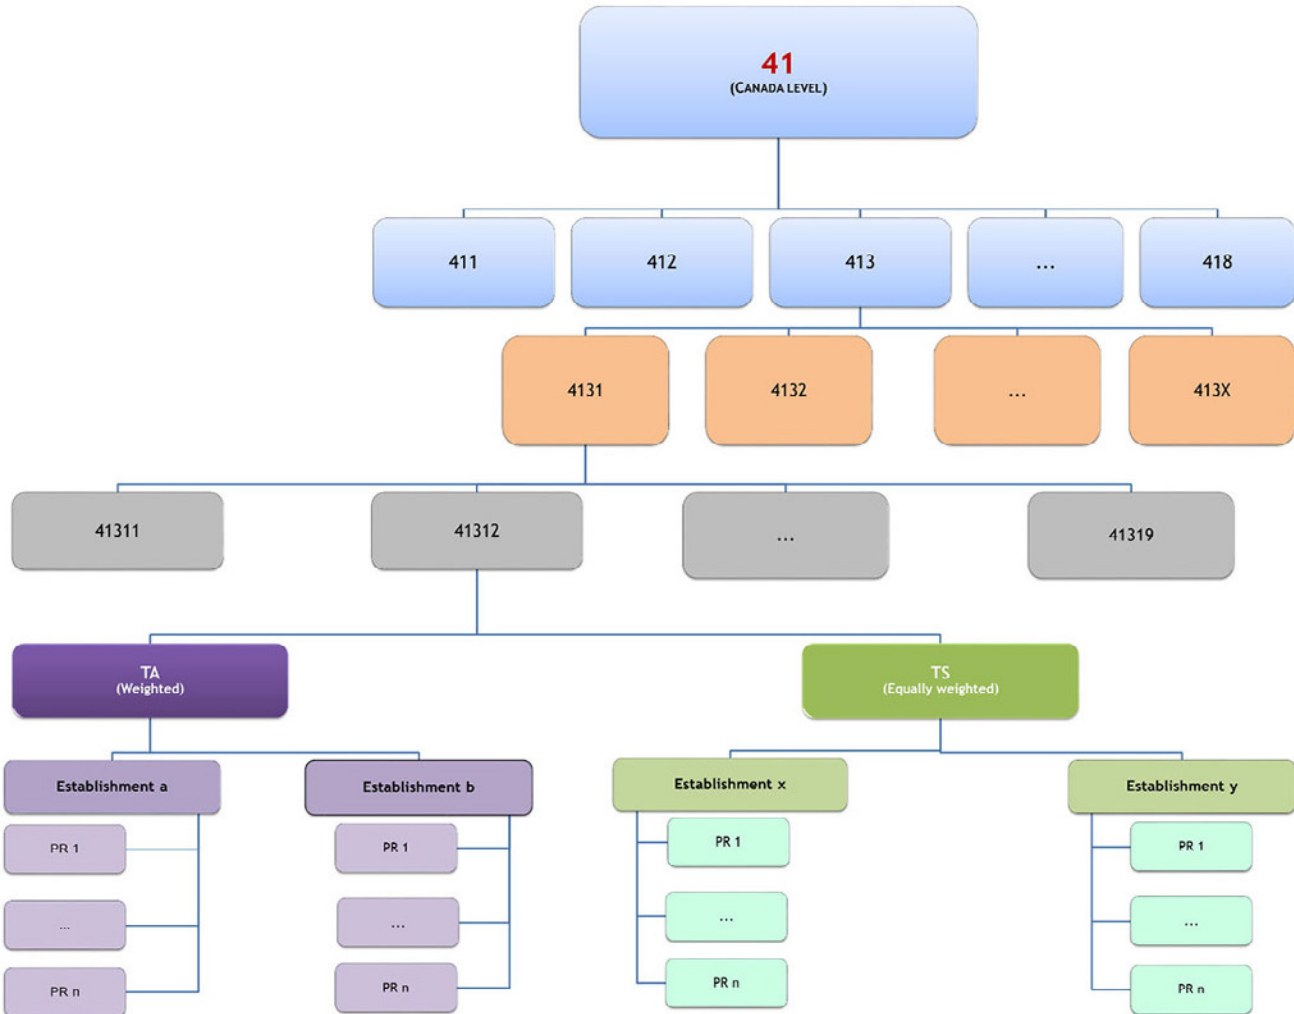 41
(CANADA LEVEL)
411
412
413
...
418
4131
4132
...
413X
41311
41312
...
41319
TA
(Weighted)
TS
(Equally weighted)
Establishment a
Establishment b
Establishment x
Establishment y
PR 1
PR 1
PR 1
PR 1
...
...
...
...
PR n
PR n
PR n
PR n